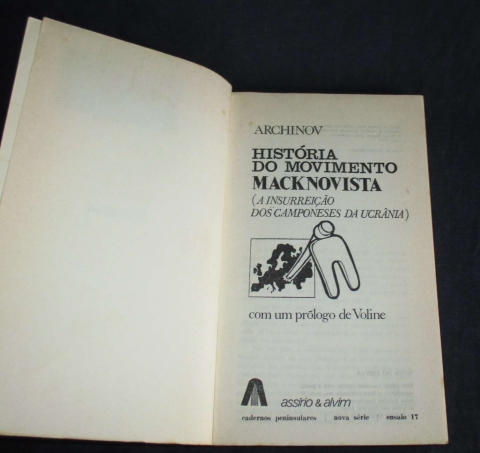 ARCHINOV
HISTÓRIA
DO MOVIMENTO
MACKNOVISTA
(A INSURREIÇÃO
DOS CAMPONESES DA UCRÂNIA)
com um prólogo de Voline
assírio & alvim
cadernos peninsulares nova série ensaio 17